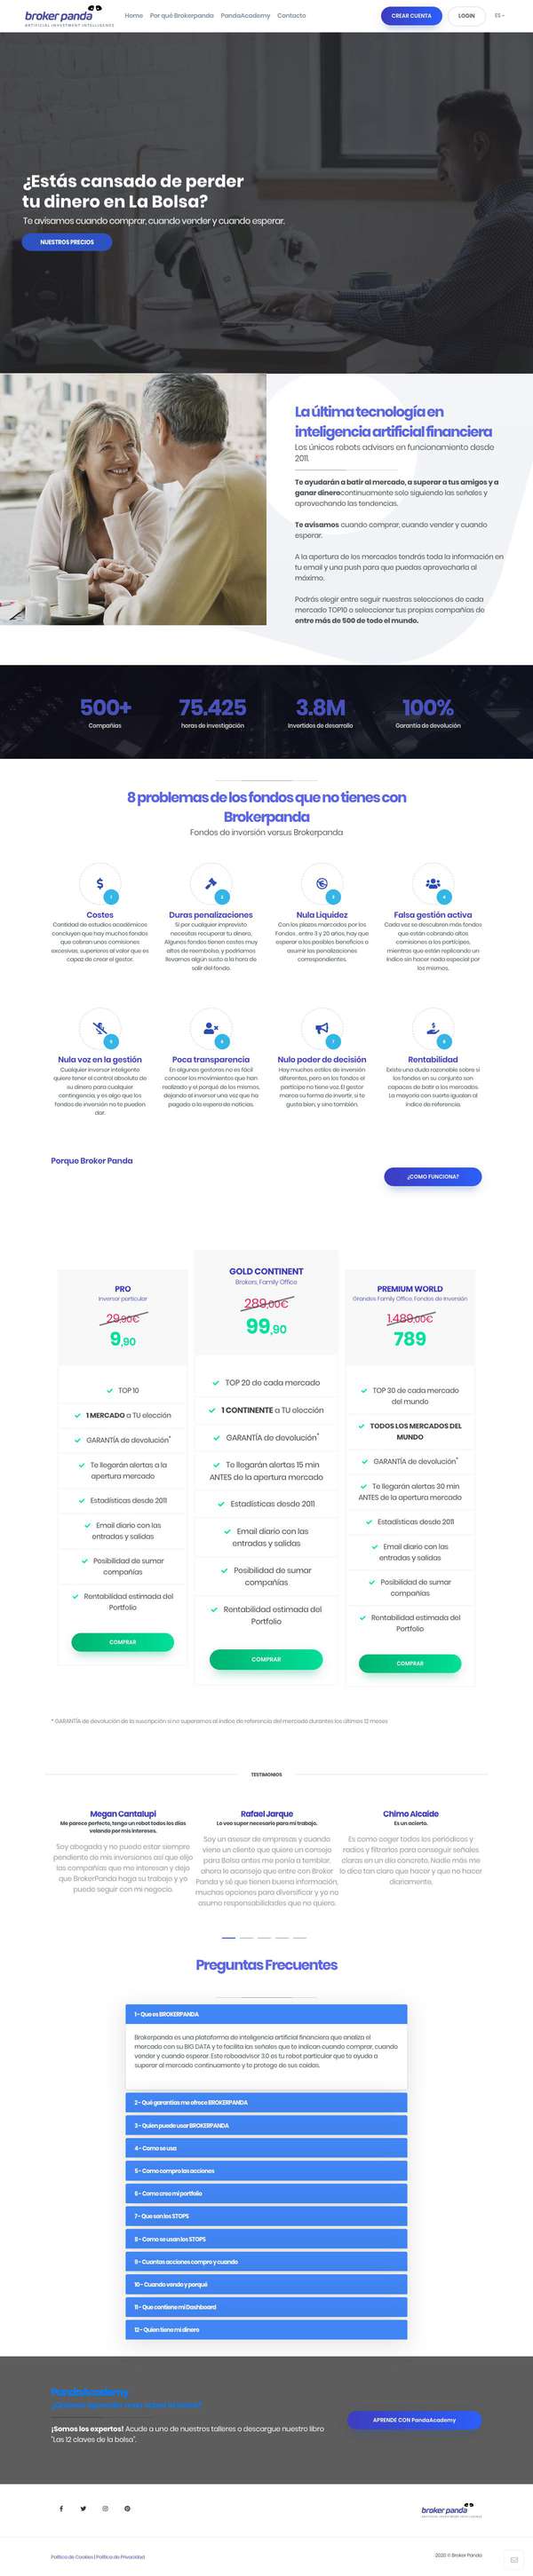 broker panda
ARTIFICIAL INVESTMENT INTELLIGENCE
Home Por qué Brokerpanda PandaAcademy Contacto
CREAR CUENTA
LOGIN
ES
¿Estás cansado de perder
tu dinero en La Bolsa?
Te avisamos cuando comprar, cuando vender y cuando esperar.
NUESTROS PRECIOS
La última tecnología en
inteligencia artificial financiera
Los únicos robots advisors en funcionamiento desde
2011.
Te ayudarán a batir al mercado, a superar a tus amigos y a
ganar dinero continuamente solo siguiendo las señales y
aprovechando las tendencias.
Te avisamos cuando comprar, cuando vender y cuando
esperar.
A la apertura de los mercados tendrás toda la información en
tu email y una push para que puedas aprovecharla al
máximo.
Podrás elegir entre seguir nuestras selecciones de cada
mercado TOP10 o seleccionar tus propias compañías de
entre más de 500 de todo el mundo.
500+
Compañías
75.425
horas de investigación
3.8M
invertidos de desarrollo
100%
Garantía de devolución
8 problemas de los fondos que no tienes con
Brokerpanda
Fondos de inversión versus Brokerpanda
1
Costes
Cantidad de estudios académicos
concluyen que hay muchos fondos
que cobran unas comisiones
excesivas, superiores al valor que es
capaz de crear el gestor.
2
Duras penalizaciones
Si por cualquier imprevisto
necesitas recuperar tu dinero,
Algunos fondos tienen costes muy
altos de reembolso, y podríamos
llevarnos algún susto a la hora de
salir del fondo.
3
Nula Liquidez
Con los plazos marcados por los
Fondos , entre 3 y 20 años, hay que
esperar a los posibles beneficios o
asumir las penalizaciones
correspondientes.
4
Falsa gestión activa
Cada vez se descubren más fondos
que están cobrando altas
comisiones a los partícipes,
mientras que están replicando un
índice sin hacer nada especial por
los mismos.
5
Nula voz en la gestión
Cualquier inversor inteligente
quiere tener el control absoluto de
su dinero para cualquier
contingencia, y es algo que los
fondos de inversión no te pueden
dar.
6
Poca transparencia
En algunas gestoras no es fácil
conocer los movimientos que han
realizado y el porqué de los mismos,
dejando al inversor una vez que ha
pagado a la espera de noticias.
7
Nulo poder de decisión
Hay muchos estilos de inversión
diferentes, pero en los fondos el
partícipe no tiene voz. El gestor
marca su forma de invertir, si te
gusta bien, y sino también.
8
Rentabilidad
Existe una duda razonable sobre si
los fondos en su conjunto son
capaces de batir a los mercados.
La mayoría con suerte igualan al
índice de referencia.
Porque Broker Panda
¿COMO FUNCIONA?
PRO
Inversor particular
29,90€
9,90
TOP 10
1 MERCADO a TU elección
GARANTÍA de devolución*
Te llegarán alertas a la
apertura mercado
Estadísticas desde 2011
Email diario con las
entradas y salidas
Posibilidad de sumar
compañías
Rentabilidad estimada del
Portfolio
COMPRAR
GOLD CONTINENT
Brokers, Family Office
289,00€
99,90
TOP 20 de cada mercado
1 CONTINENTE a TU elección
GARANTÍA de devolución*
Te llegarán alertas 15 min
ANTES de la apertura mercado
Estadísticas desde 2011
Email diario con las
entradas y salidas
Posibilidad de sumar
compañías
Rentabilidad estimada del
Portfolio
COMPRAR
PREMIUM WORLD
Grandes Family Office, Fondos de Inversión
1.489,00€
789
TOP 30 de cada mercado
del mundo
TODOS LOS MERCADOS DEL
MUNDO
GARANTÍA de devolución*
Te llegarán alertas 30 min
ANTES de la apertura mercado
Estadísticas desde 2011
Email diario con las
entradas y salidas
Posibilidad de sumar
compañías
Rentabilidad estimada del
Portfolio
COMPRAR
* GARANTÍA de devolución de la suscripción si no superamos al índice de referencia del mercado durantes los últimos 12 meses
TESTIMONIOS
Megan Cantalupi
Me parece perfecto, tengo un robot todos los días
velando por mis intereses.
Soy abogada y no puedo estar siempre
pendiente de mis inversiones así que elijo
las compañías que me interesan y dejo
que BrokerPanda haga su trabajo y yo
puedo seguir con mi negocio.
Rafael Jarque
Lo veo super necesario para mi trabajo.
Soy un asesor de empresas y cuando
viene un cliente que quiere un consejo
para Bolsa antes me ponía a temblar,
ahora le aconsejo que entre con Broker
Panda y sé que tienen buena información,
muchas opciones para diversificar y yo no
asumo responsabilidades que no quiero.
Chimo Alcaide
Es un acierto.
Es como coger todos los periódicos y
radios y filtrarlos para conseguir señales
claras en un día concreto. Nadie más me
lo dice tan claro que hacer y que no hacer
diariamente.
Preguntas Frecuentes
1- Que es BROKERPANDA
Brokerpanda es una plataforma de inteligencia artificial financiera que analiza el
mercado con su BIG DATA y te facilita las señales que te indican cuando comprar, cuando
vender y cuando esperar. Este roboadvisor 3.0 es tu robot particular que te ayuda a
superar al mercado continuamente y te protege de sus caidas.
2- Qué garantías me ofrece BROKERPANDA
3- Quien puede usar BROKERPANDA
4- Como se usa
5- Como compro las acciones
6- Como creo mi portfolio
7- Que son los STOPS
8- Como se usan los STOPS
9- Cuantas acciones compro y cuando
10- Cuando vendo y porqué
11- Que contiene mi Dashboard
12- Quien tiene mi dinero
PandaAcademy
¡Somos los expertos! Acude a uno de nuestros talleres o descargue nuestro libro
"Las 12 claves de la bolsa".
APRENDE CON PandaAcademy
broker panda
Política de Cookies | Política de Privacidad
2020 © Broker Panda